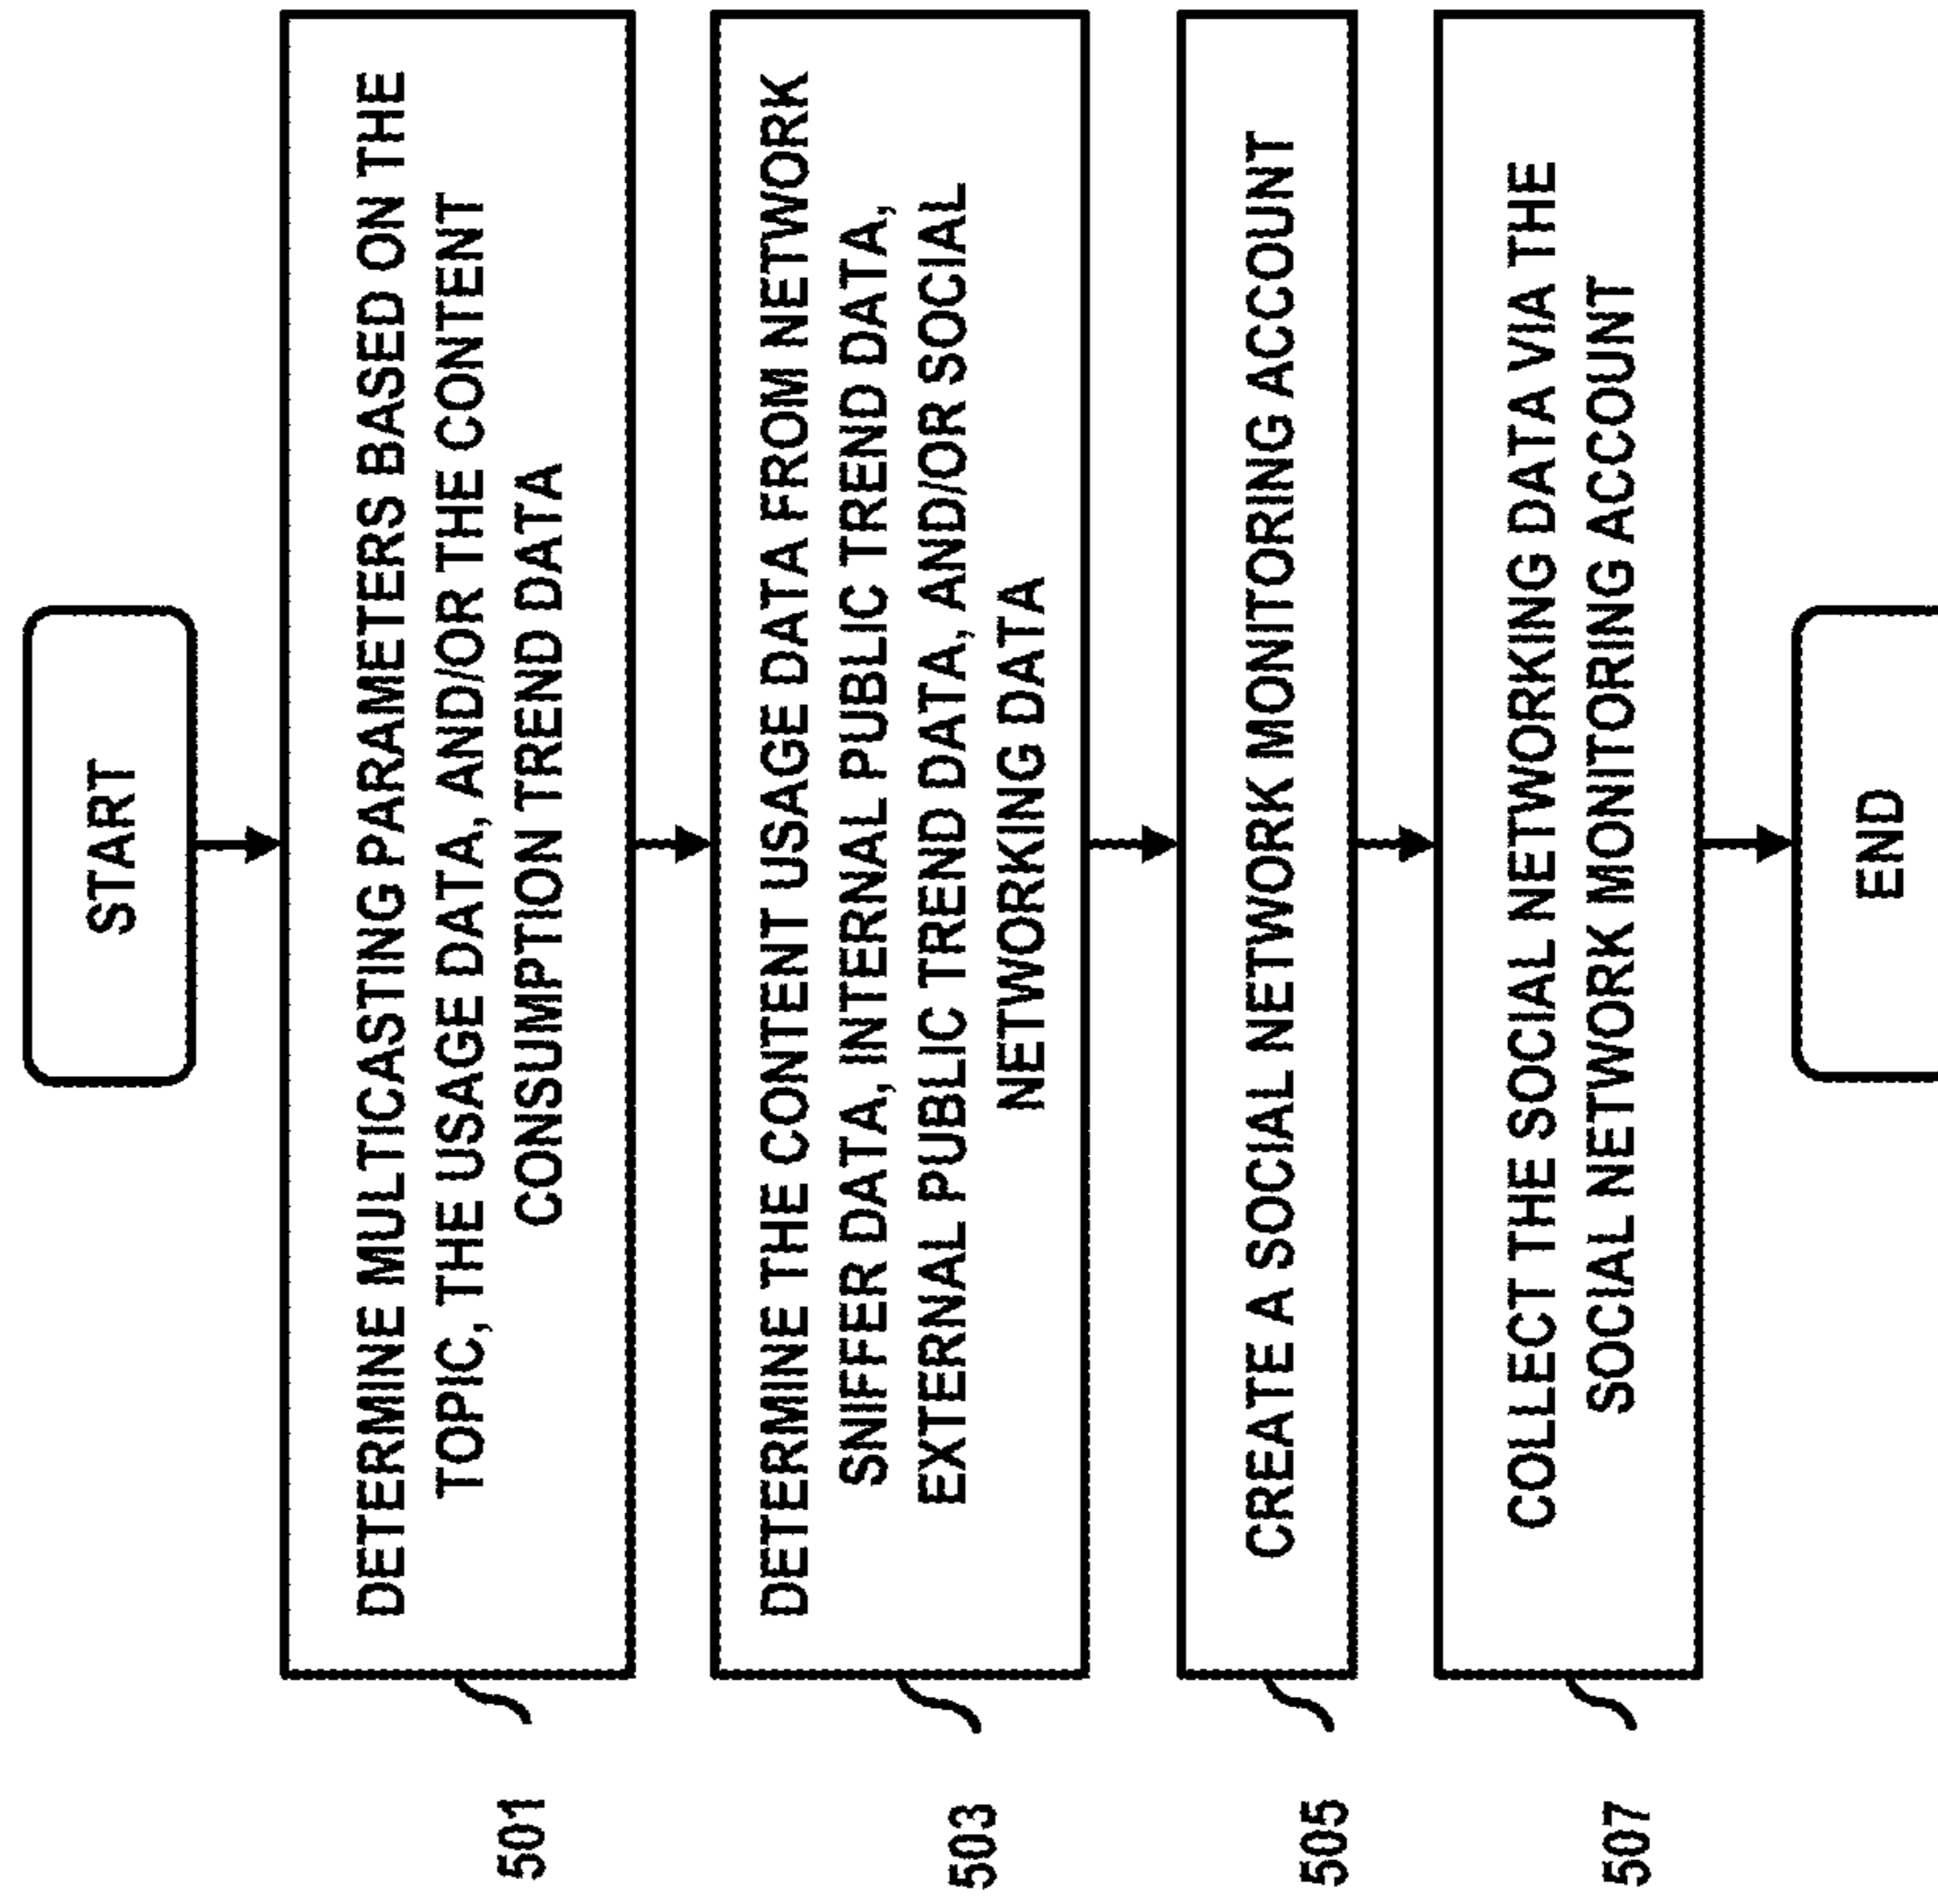 START
DETERMINE MULTICASTING PARAMETERS BASED ON THE
TOPIC, THE USAGE DATA, AND/OR THE CONTENT
CONSUMPTION TREND DATA
501
DETERMINE THE CONTENT USAGE DATA FROM NETWORK
SNIFFER DATA, INTERNAL PUBLIC TREND DATA,
EXTERNAL PUBLIC TREND DATA, AND/OR SOCIAL
NETWORKING DATA
503
CREATE A SOCIAL NETWORK MONITORING ACCOUNT
505
COLLECT THE SOCIAL NETWORKING DATA VIA THE
SOCIAL NETWORK MONITORING ACCOUNT
507
END